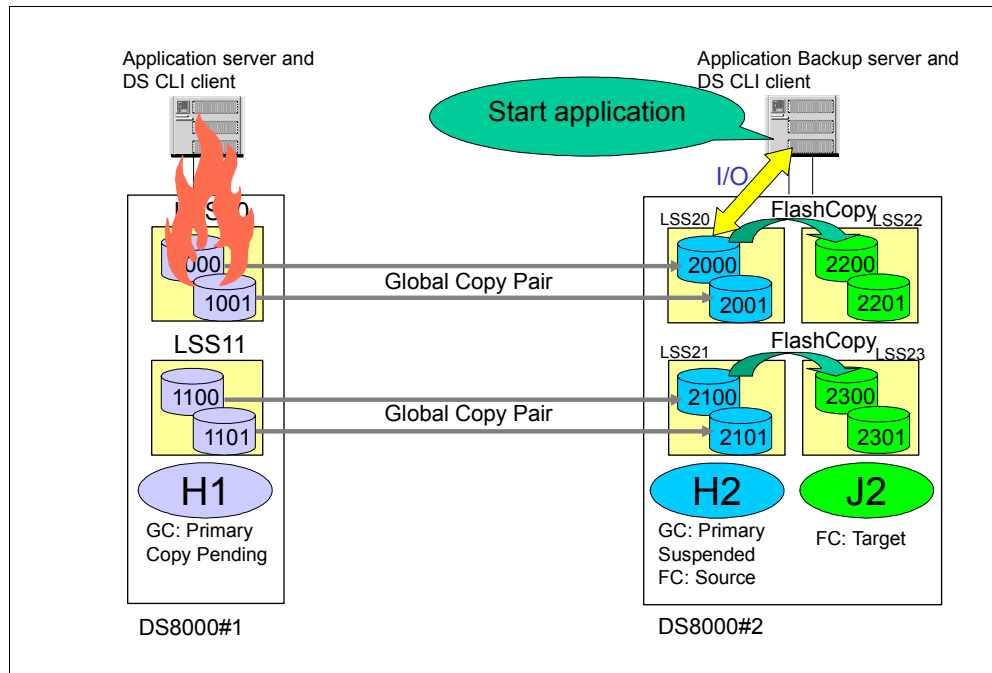 Application server and
DS CLI client
Application Backup server and
DS CLI client
Start application
I/O
FlashCopy
LSS20
LSS22
000
1001
Global Copy Pair
2000
2001
2200
2201
LSS11
FlashCopy
LSS21
LSS23
1100
1101
Global Copy Pair
2100
2101
2300
2301
H1
H2
J2
GC: Primary
Copy Pending
GC: Primary
Suspended
FC: Source
FC: Target
DS8000#1
DS8000#2